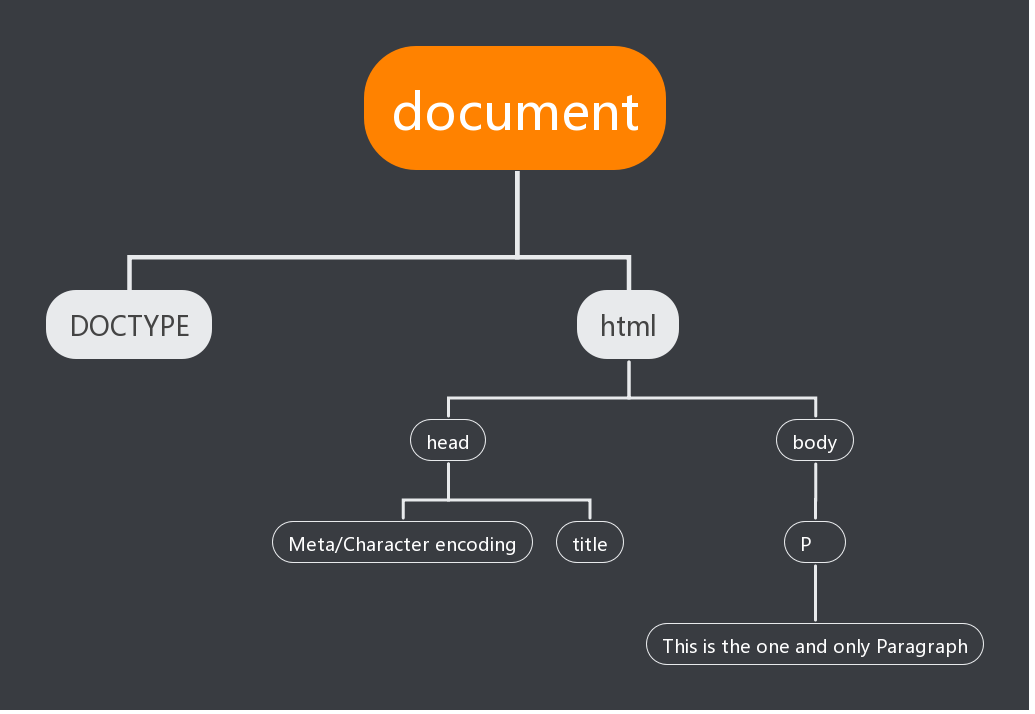 document
DOCTYPE
html
head
body
Meta/Character encoding
title
P
This is the one and only Paragraph